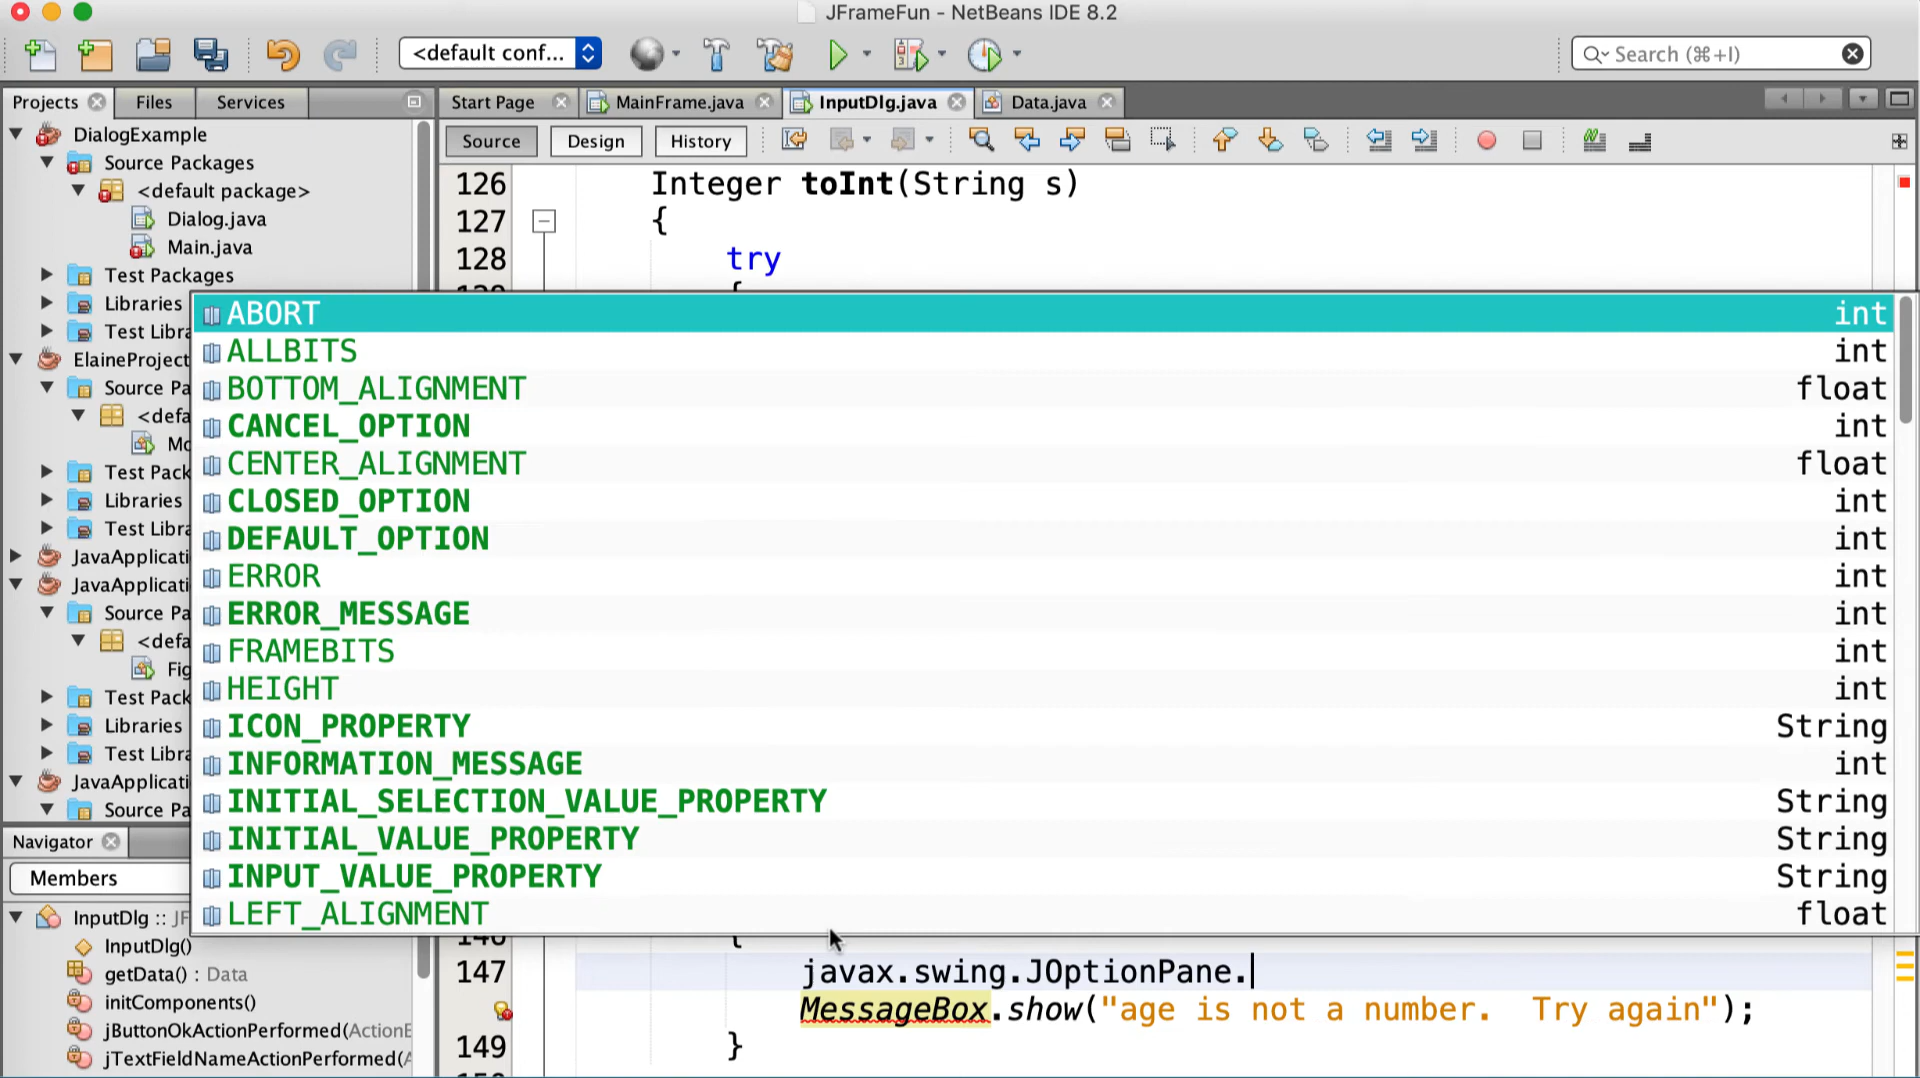 JFrameFun - NetBeans IDE 8.2
<default conf...
Search (⌘+I)
Projects
Files
Services
Start Page
MainFrame.java
InputDlg.java
Data.java
Source
Design
History
DialogExample
Source Packages
<default package>
Dialog.java
Main.java
Test Packages
Libraries
Test Libra
ElaineProject
Source Pa
<defa
Mo
Test Pack
Libraries
Test Libra
JavaApplicati
JavaApplicati
Source Pa
<defa
Fig
Test Pack
Libraries
Test Libra
JavaApplicati
Source Pa
126 Integer toInt(String s)
127 {
128 try
{
ABORT int
ALLBITS int
BOTTOM_ALIGNMENT float
CANCEL_OPTION int
CENTER_ALIGNMENT float
CLOSED_OPTION int
DEFAULT_OPTION int
ERROR int
ERROR_MESSAGE int
FRAMEBITS int
HEIGHT int
ICON_PROPERTY String
INFORMATION_MESSAGE int
INITIAL_SELECTION_VALUE_PROPERTY String
INITIAL_VALUE_PROPERTY String
INPUT_VALUE_PROPERTY String
LEFT_ALIGNMENT float
{
147 javax.swing.JOptionPane.
MessageBox.show("age is not a number.  Try again");
149 }
Navigator
Members
InputDlg :: JF
InputDlg()
getData() : Data
initComponents()
jButtonOkActionPerformed(ActionE
jTextFieldNameActionPerformed(A